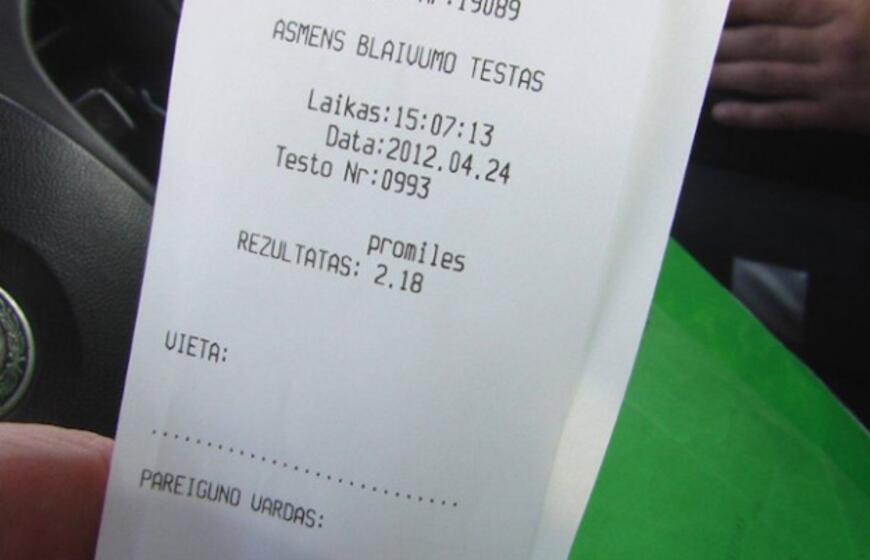 19089
ASMENS BLAIVUMO TESTAS
Laikas:15:07:13
Data:2012.04.24
Testo Nr:0993
promiles
REZULTATAS: 2.18
VIETA:
..............................
PAREIGUNO VARDAS: